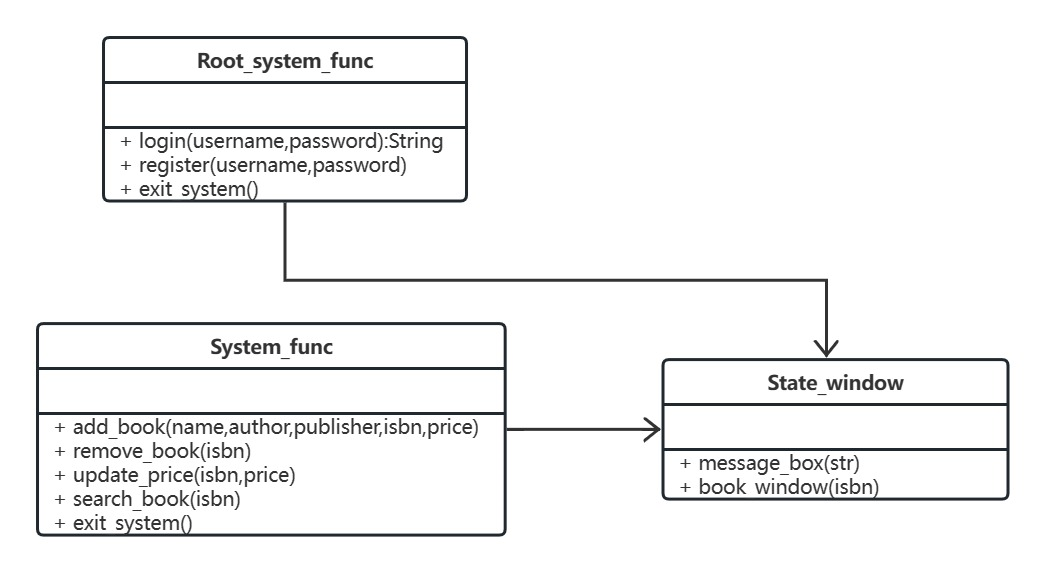 Root_system_func
+ login(username,password):String
+ register(username,password)
+ exit_system()
System_func
+ add_book(name,author,publisher,isbn,price)
+ remove_book(isbn)
+ update_price(isbn,price)
+ search_book(isbn)
+ exit_system()
State_window
+ message_box(str)
+ book_window(isbn)